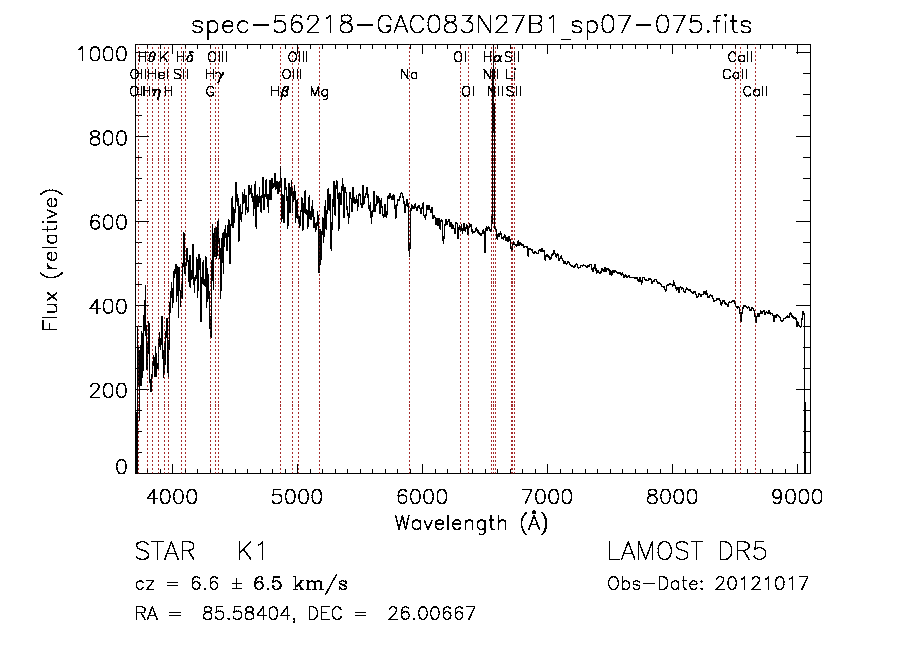 spec-56218-GAC083N27B1_sp07-075.fits
1000
800
600
400
200
0
Flux (relative)
Hθ K Hδ OIII OIII OI Hα SII CaII
OII HeI SII Hγ OIII Na NII Li CaII
OII Hη H G Hβ Mg OI NII SII CaII
4000 5000 6000 7000 8000 9000
Wavelength (Å)
STAR K1 LAMOST DR5
cz = 6.6 ± 6.5 km/s Obs-Date: 20121017
RA = 85.58404, DEC = 26.00667